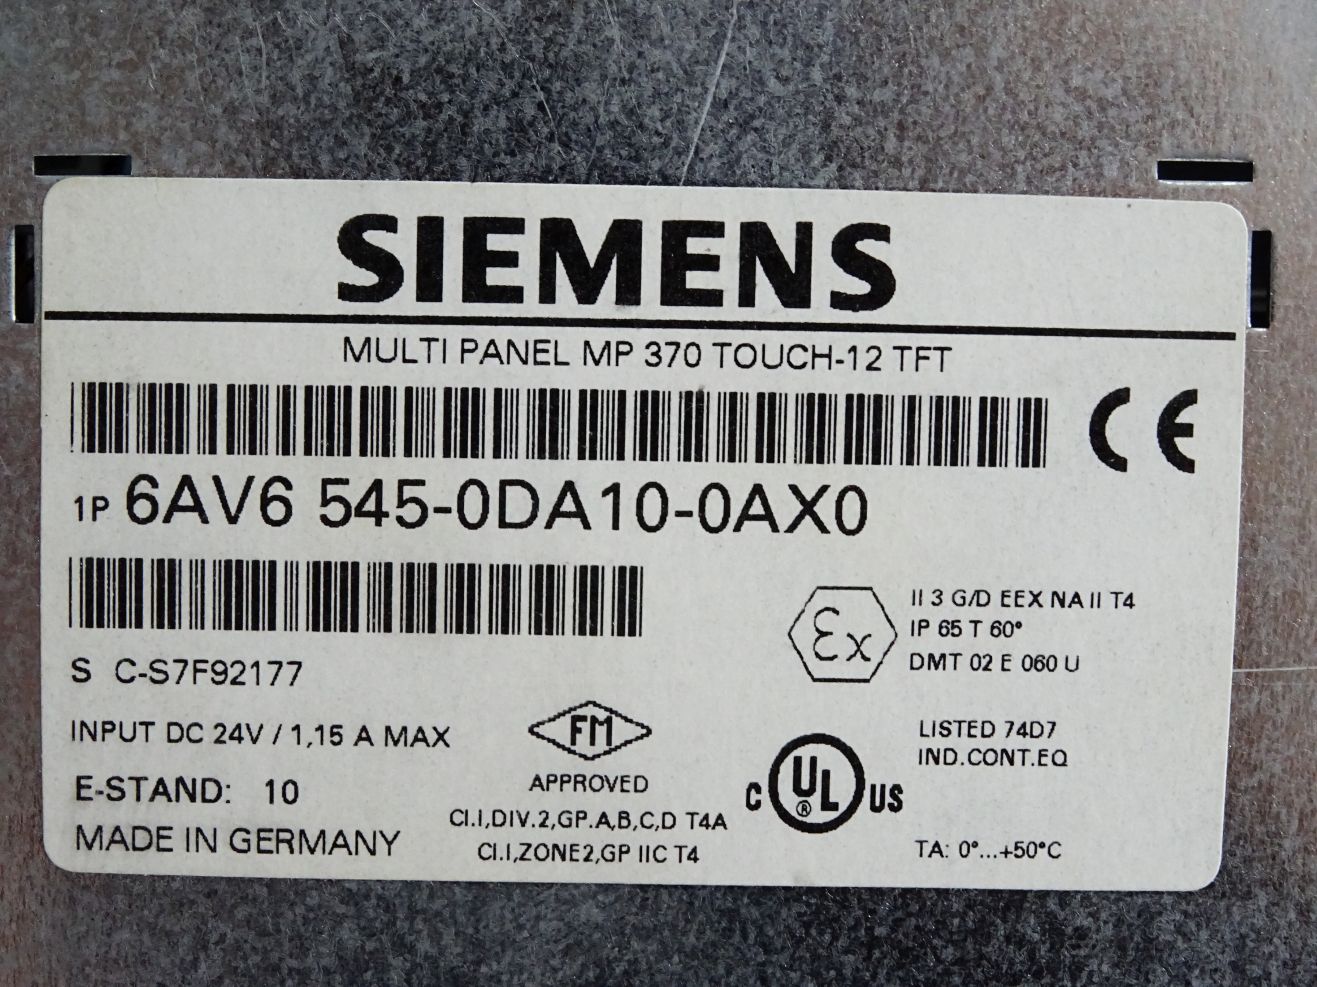 SIEMENS
MULTI PANEL MP 370 TOUCH-12 TFT
CE
1P 6AV6 545-0DA10-0AX0
S C-S7F92177
Ex
II 3 G/D EEX NA II T4
IP 65 T 60°
DMT 02 E 060 U
INPUT DC 24V / 1,15 A MAX
E-STAND: 10
MADE IN GERMANY
FM
APPROVED
CI.I,DIV.2,GP.A,B,C,D T4A
CI.I,ZONE2,GP IIC T4
C UL ® US
LISTED 74D7
IND.CONT.EQ
TA: 0°...+50°C